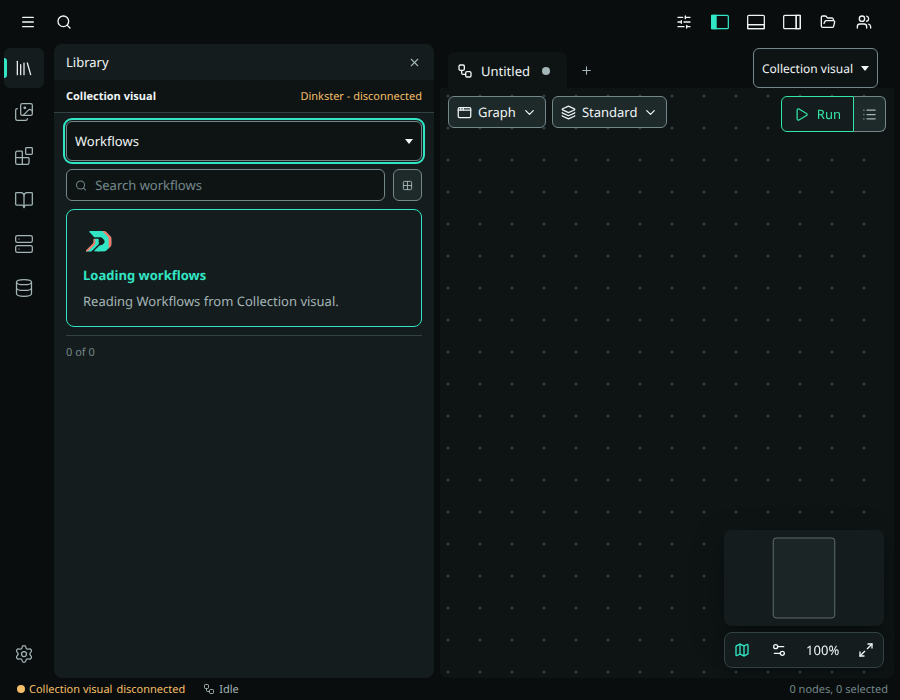 Library
Collection visual
Dinkster - disconnected
Workflows
Search workflows
Loading workflows
Reading Workflows from Collection visual.
0 of 0
Untitled
Collection visual
Graph
Standard
Run
100%
Collection visual disconnected
Idle
0 nodes, 0 selected